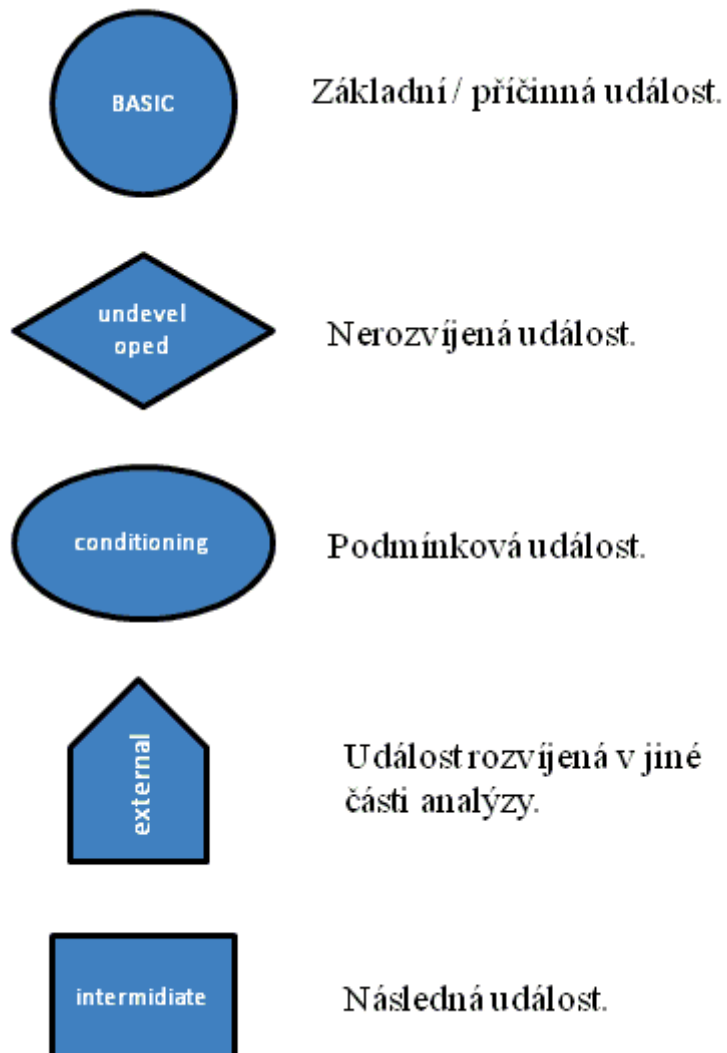 BASIC
Základní / příčinná událost.
undevel
oped
Nerozvíjená událost.
conditioning
Podmínková událost.
external
Událost rozvíjená v jiné
části analýzy.
intermidiate
Následná událost.